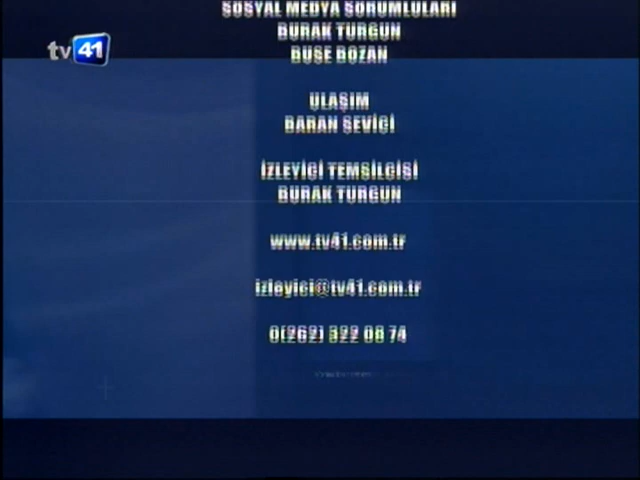 SOSYAL MEDYA SORUMLULARI
tv41
BURAK TURGUN
BUSE BOZAN
ULAŞIM
BARAN SEVİÇİ
İZLEYİCİ TEMSİLCİSİ
BURAK TURGUN
www.tv41.com.tr
izleyici@tv41.com.tr
0(262) 322 08 74